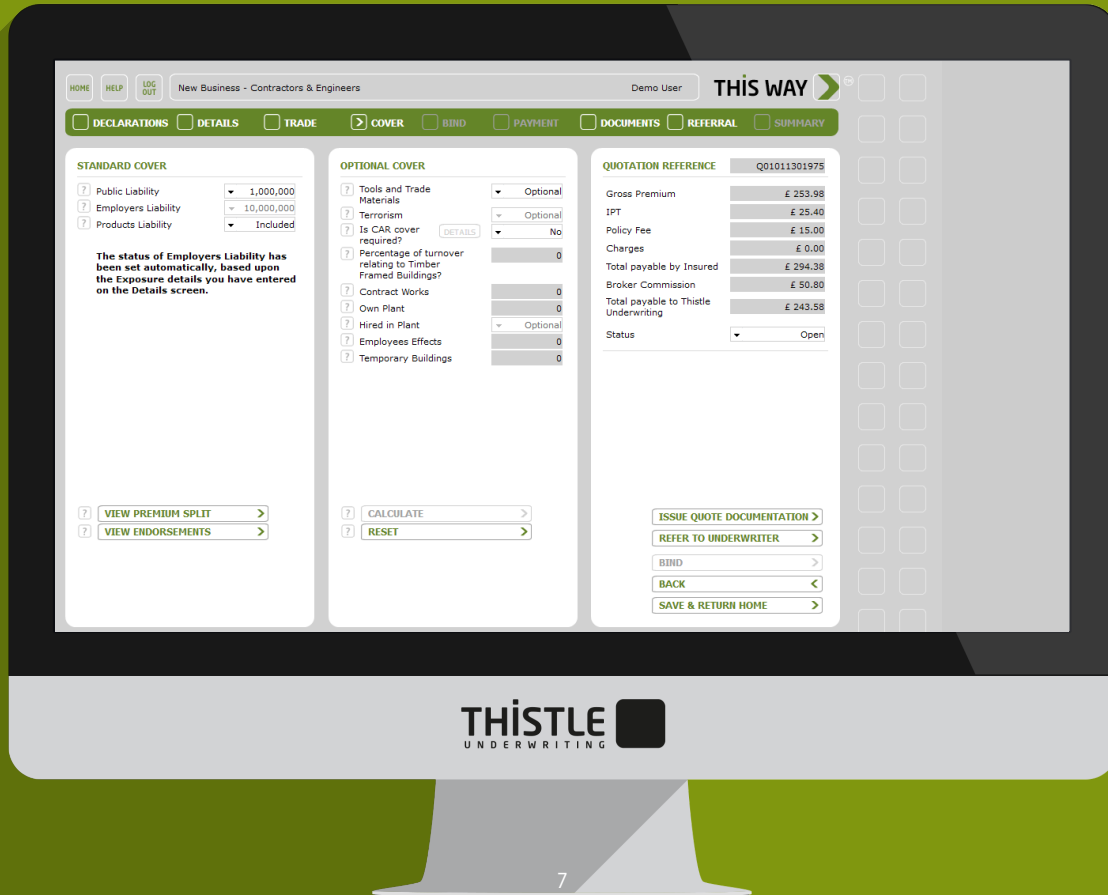 HOME HELP LOG OUT New Business - Contractors & Engineers Demo User THIS WAY TM
DECLARATIONS DETAILS TRADE > COVER BIND PAYMENT DOCUMENTS REFERRAL SUMMARY
STANDARD COVER
? Public Liability 1,000,000
? Employers Liability 10,000,000
? Products Liability Included
The status of Employers Liability has
been set automatically, based upon
the Exposure details you have entered
on the Details screen.
? VIEW PREMIUM SPLIT >
? VIEW ENDORSEMENTS >
OPTIONAL COVER
? Tools and Trade Optional
Materials
? Terrorism Optional
? Is CAR cover DETAILS No
required?
? Percentage of turnover 0
relating to Timber
Framed Buildings?
? Contract Works 0
? Own Plant 0
? Hired in Plant Optional
? Employees Effects 0
? Temporary Buildings 0
? CALCULATE >
? RESET >
QUOTATION REFERENCE Q01011301975
Gross Premium £ 253.98
IPT £ 25.40
Policy Fee £ 15.00
Charges £ 0.00
Total payable by Insured £ 294.38
Broker Commission £ 50.80
Total payable to Thistle £ 243.58
Underwriting
Status Open
ISSUE QUOTE DOCUMENTATION >
REFER TO UNDERWRITER >
BIND >
BACK <
SAVE & RETURN HOME >
THISTLE
UNDERWRITING
7